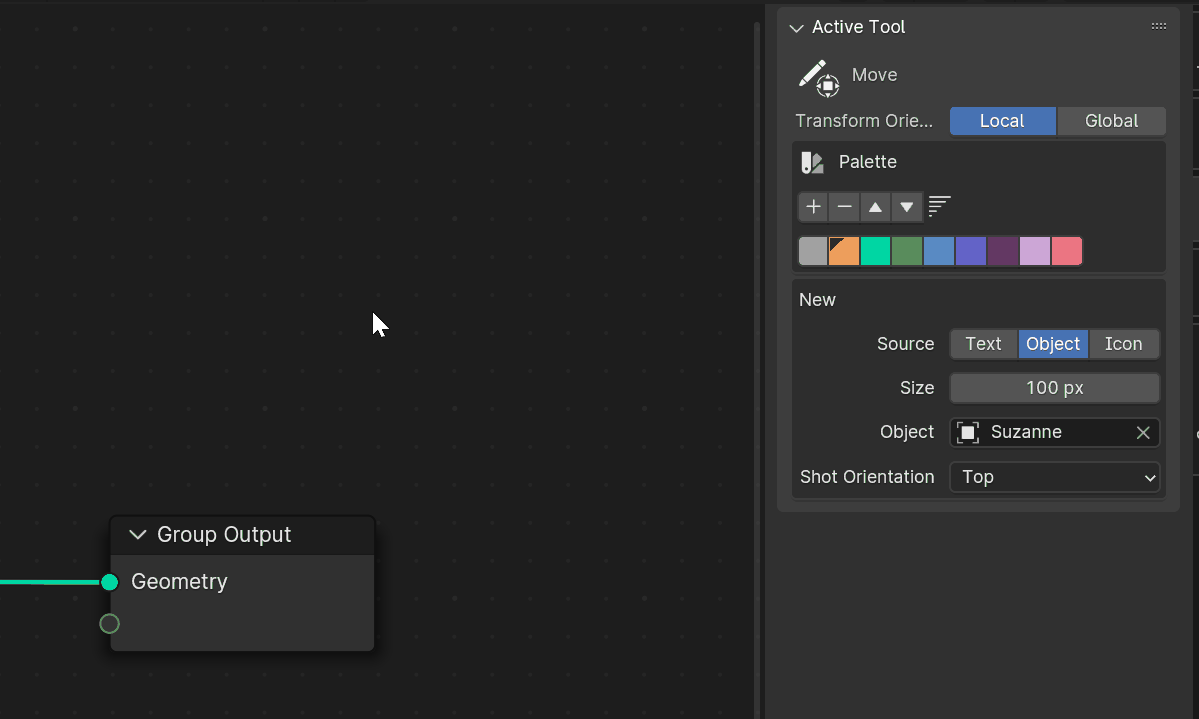 Active Tool
Move
Transform Orie... Local Global
Palette
New
Source Text Object Icon
Size 100 px
Object Suzanne
Shot Orientation Top
Group Output
Geometry